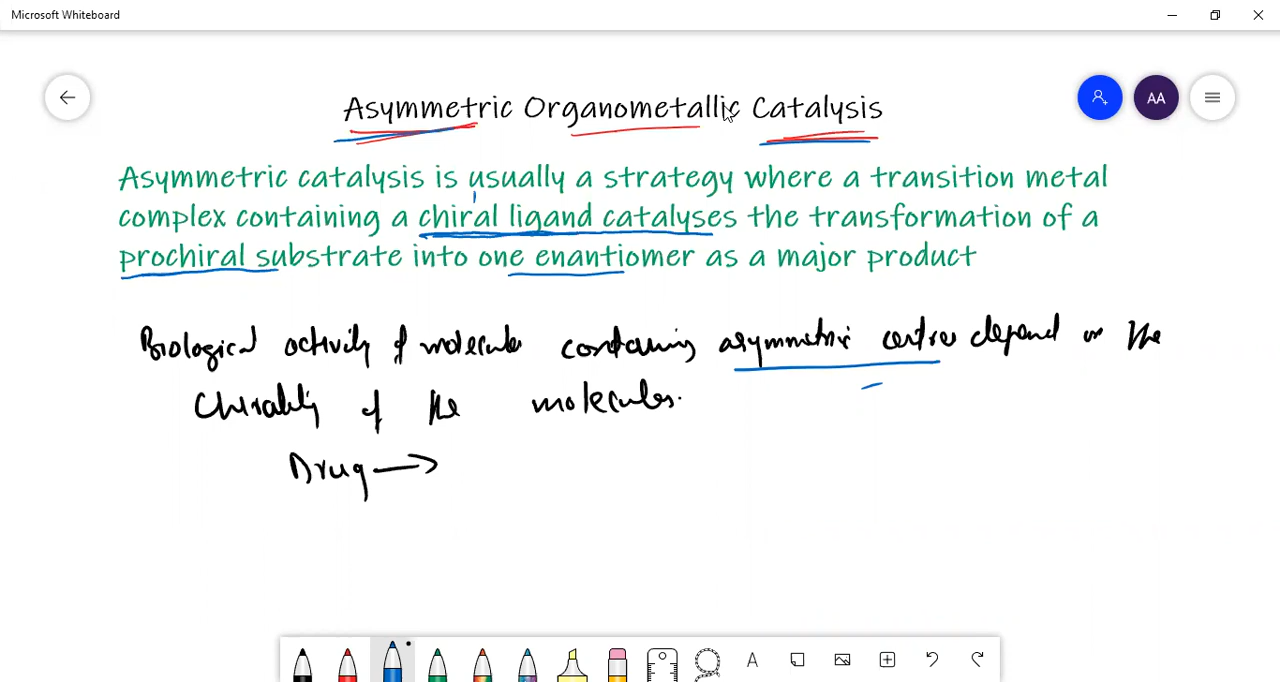 Microsoft Whiteboard
Asymmetric Organometallic Catalysis
AA
Asymmetric catalysis is usually a strategy where a transition metal
complex containing a chiral ligand catalyses the transformation of a
prochiral substrate into one enantiomer as a major product
Biological activity of molecules containing asymmetric centres depend on the
Chirality of the molecules.
Drug →
A